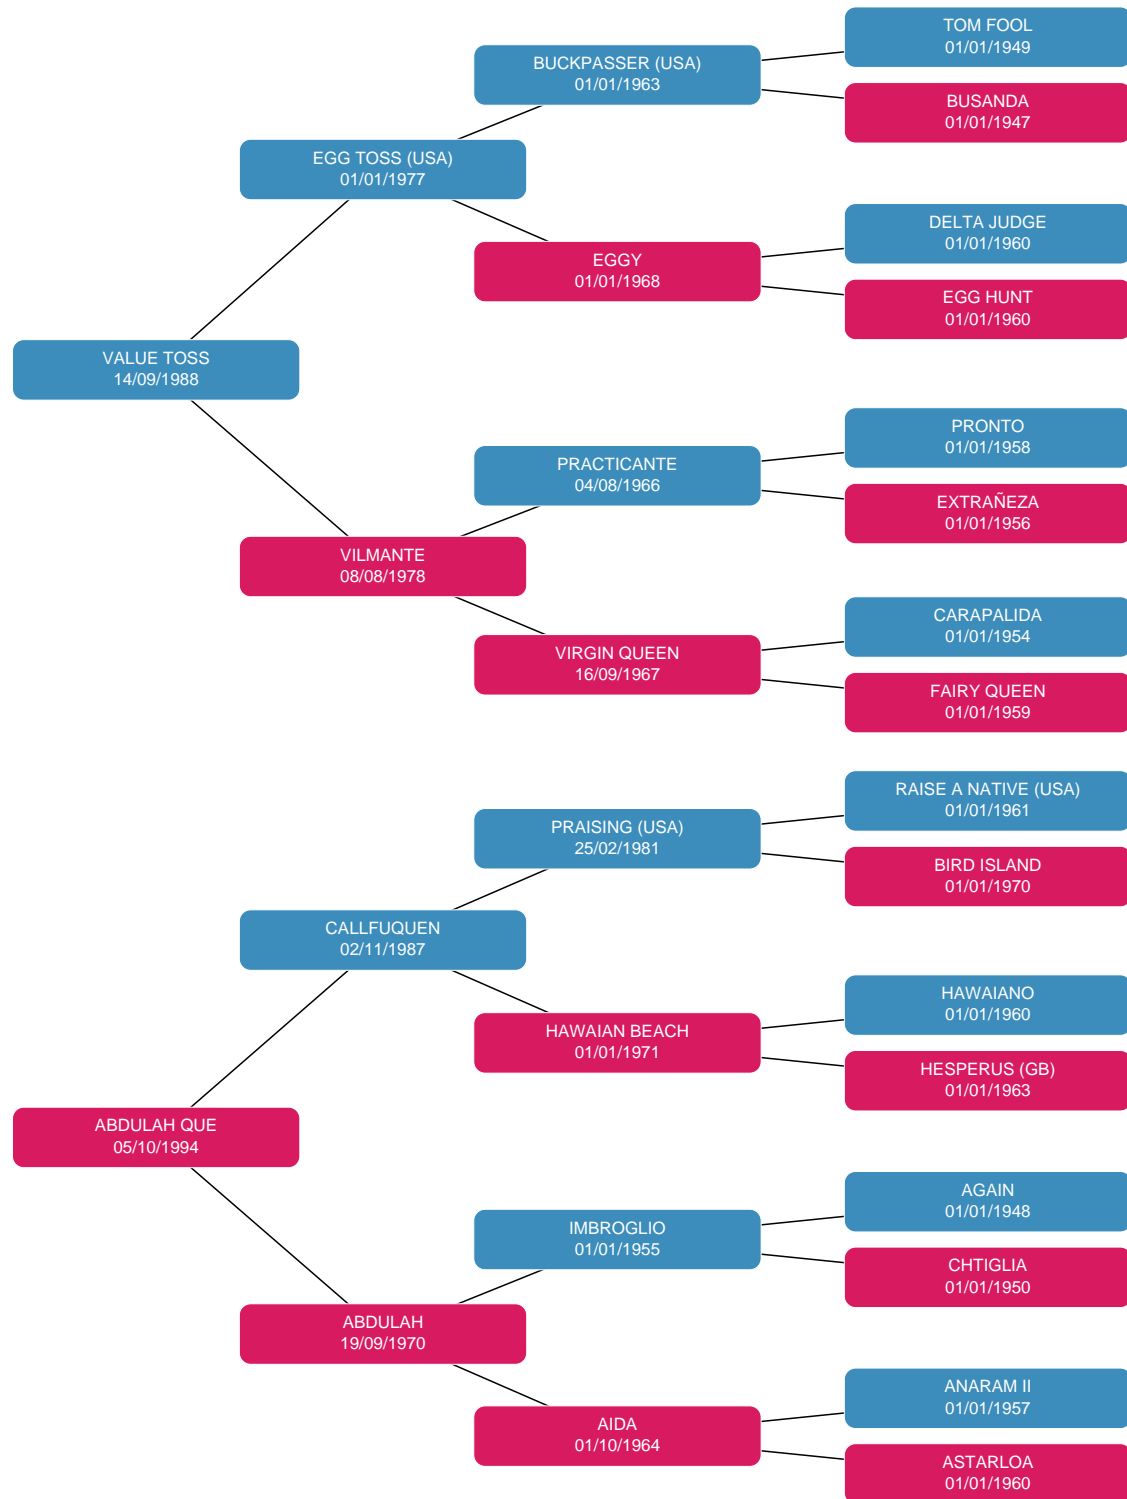 TOM FOOL
01/01/1949
BUCKPASSER (USA)
01/01/1963
BUSANDA
01/01/1947
EGG TOSS (USA)
01/01/1977
DELTA JUDGE
01/01/1960
EGGY
01/01/1968
EGG HUNT
01/01/1960
VALUE TOSS
14/09/1988
PRONTO
01/01/1958
PRACTICANTE
04/08/1966
EXTRAÑEZA
01/01/1956
VILMANTE
08/08/1978
CARAPALIDA
01/01/1954
VIRGIN QUEEN
16/09/1967
FAIRY QUEEN
01/01/1959
RAISE A NATIVE (USA)
01/01/1961
PRAISING (USA)
25/02/1981
BIRD ISLAND
01/01/1970
CALLFUQUEN
02/11/1987
HAWAIANO
01/01/1960
HAWAIAN BEACH
01/01/1971
HESPERUS (GB)
01/01/1963
ABDULAH QUE
05/10/1994
AGAIN
01/01/1948
IMBROGLIO
01/01/1955
CHTIGLIA
01/01/1950
ABDULAH
19/09/1970
ANARAM II
01/01/1957
AIDA
01/10/1964
ASTARLOA
01/01/1960